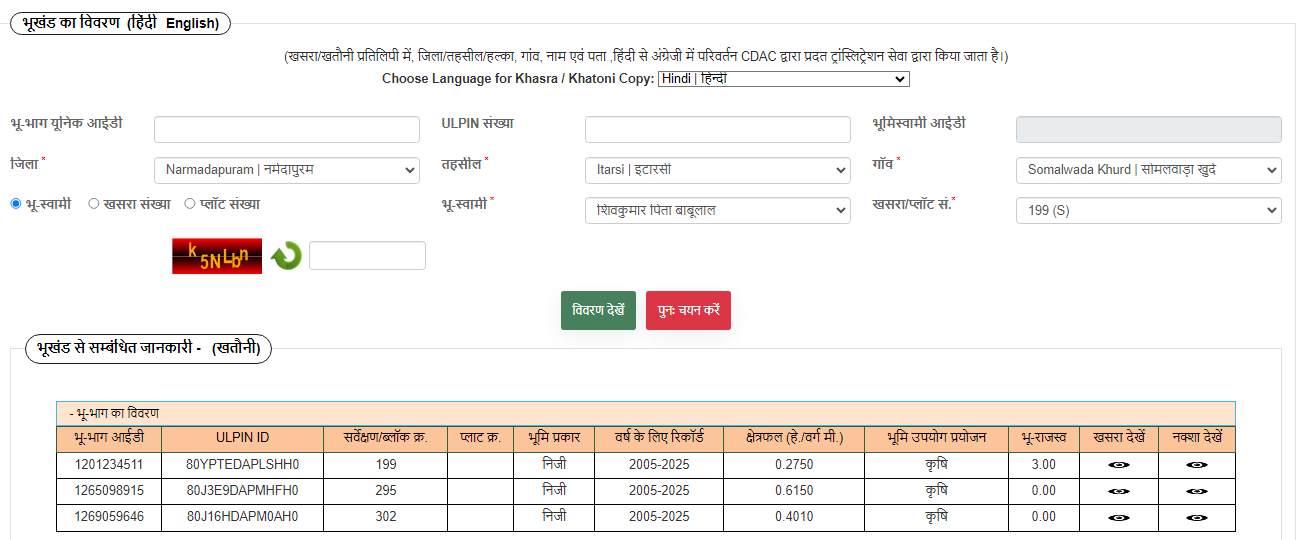 भूखंड का विवरण (हिंदी English)
(खसरा/खतौनी प्रतिलिपी में, जिला/तहसील/हल्का, गांव, नाम एवं पता ,हिंदी से अंग्रेजी में परिवर्तन CDAC द्वारा प्रदत ट्रांस्लिट्रेशन सेवा द्वारा किया जाता है।)
Choose Language for Khasra / Khatoni Copy: Hindi | हिन्दी
भू-भाग यूनिक आईडी ULPIN संख्या भूमिस्वामी आईडी
जिला * Narmadapuram | नर्मदापुरम तहसील * Itarsi | इटारसी गाँव * Somalwada Khurd | सोमलवाड़ा खुर्द
भू-स्वामी खसरा संख्या प्लॉट संख्या भू-स्वामी * शिवकुमार पिता बाबूलाल खसरा/प्लॉट सं.* 199 (S)
k5NLbn
विवरण देखें पुनः चयन करें
भूखंड से सम्बंधित जानकारी - (खतौनी)
- भू-भाग का विवरण
भू-भाग आईडी ULPIN ID सर्वेक्षण/ब्लॉक क्र. प्लाट क्र. भूमि प्रकार वर्ष के लिए रिकॉर्ड क्षेत्रफल (हे./वर्ग मी.) भूमि उपयोग प्रयोजन भू-राजस्व खसरा देखें नक्शा देखें
1201234511 80YPTEDAPLSHH0 199 निजी 2005-2025 0.2750 कृषि 3.00
1265098915 80J3E9DAPMHFH0 295 निजी 2005-2025 0.6150 कृषि 0.00
1269059646 80J16HDAPM0AH0 302 निजी 2005-2025 0.4010 कृषि 0.00